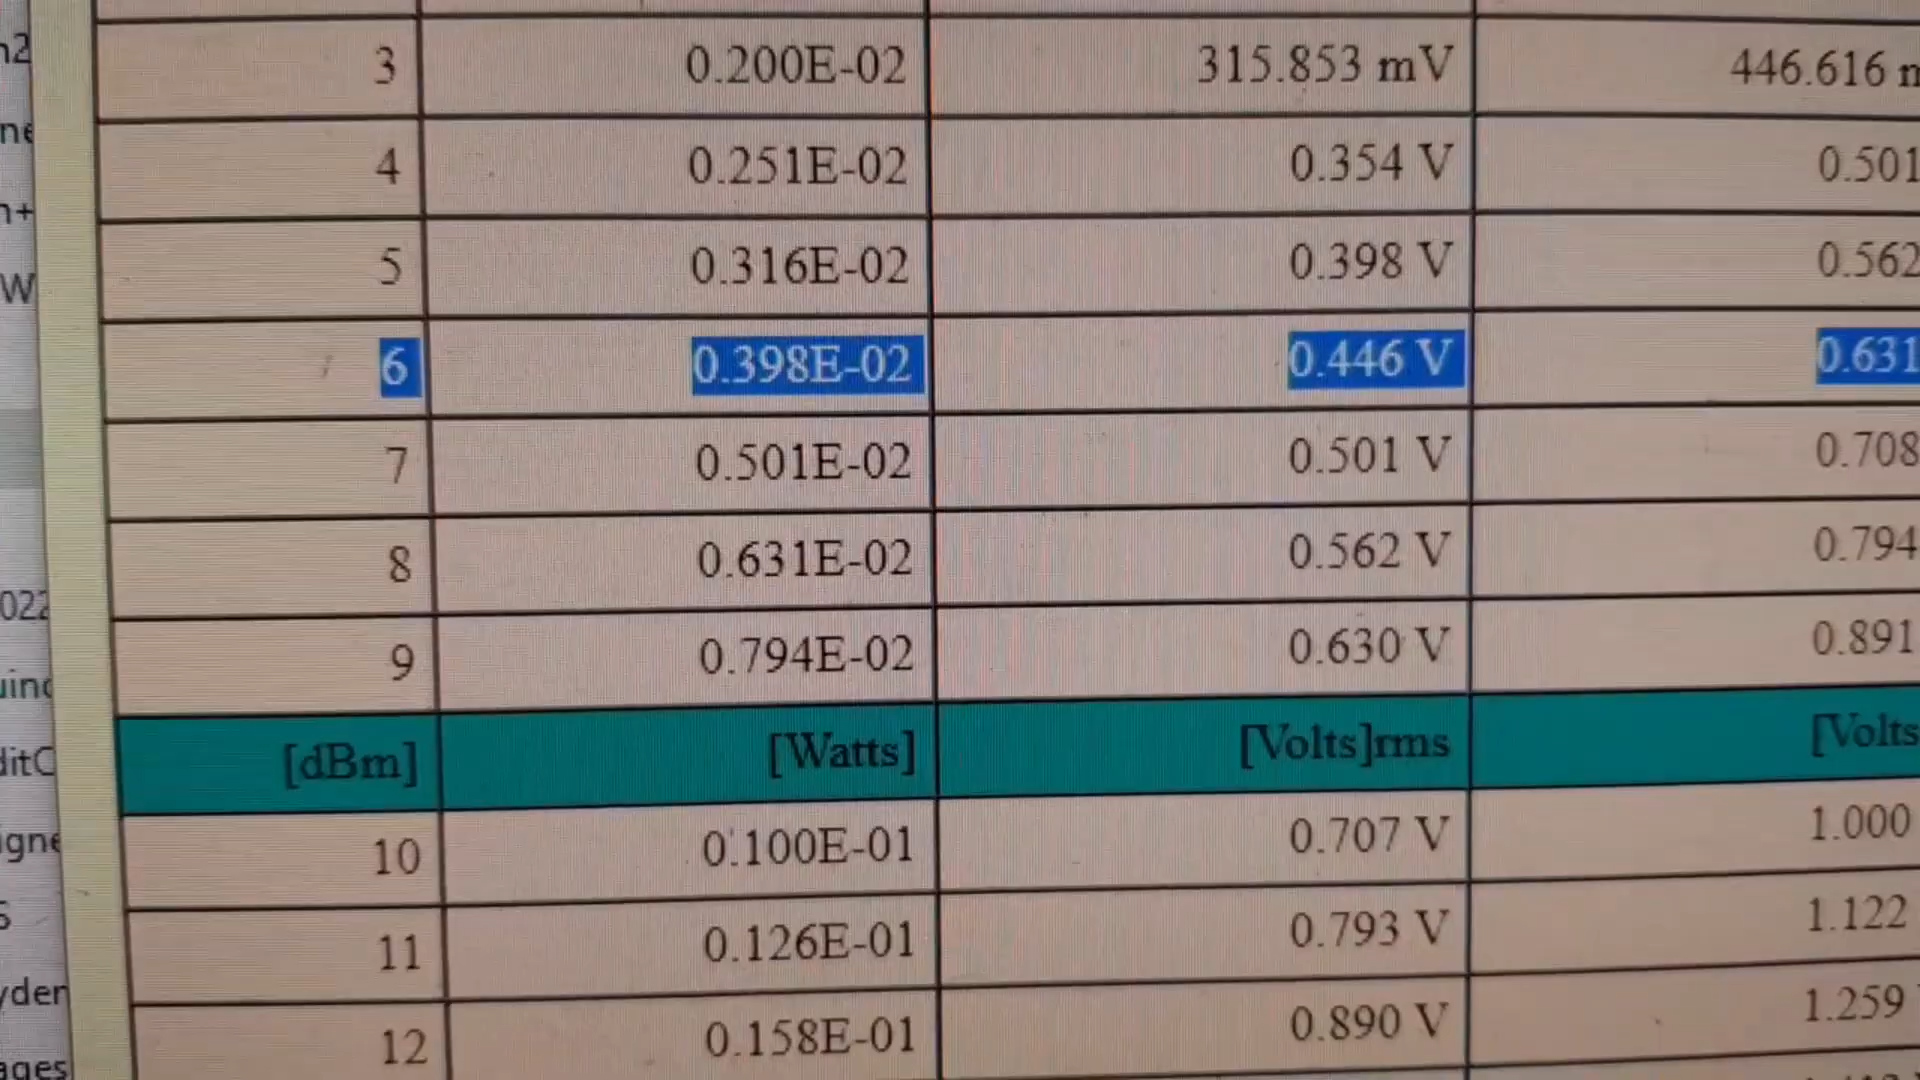 3 0.200E-02 315.853 mV 446.616
4 0.251E-02 0.354 V 0.501
5 0.316E-02 0.398 V 0.562
6 0.398E-02 0.446 V 0.631
7 0.501E-02 0.501 V 0.708
8 0.631E-02 0.562 V 0.794
9 0.794E-02 0.630 V 0.891
[dBm] [Watts] [Volts]rms [Volts
10 0.100E-01 0.707 V 1.000
11 0.126E-01 0.793 V 1.122
12 0.158E-01 0.890 V 1.259